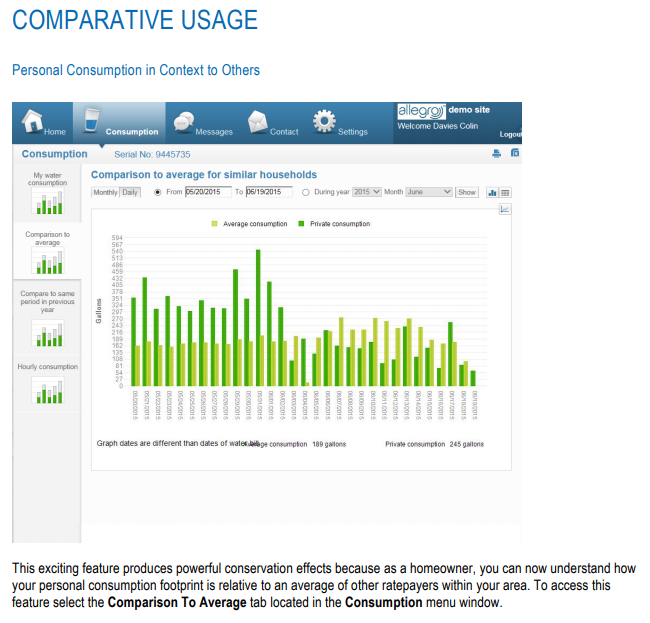 COMPARATIVE USAGE
Personal Consumption in Context to Others
Home
Consumption
Messages
Contact
Settings
allegro demo site
Welcome Davies Colin
Logout
Consumption
Serial No: 9445735
My water
consumption
Comparison to
average
Compare to same
period in previous
year
Hourly consumption
Comparison to average for similar households
Monthly Daily From 05/20/2015 To 06/19/2015 During year 2015 Month June Show
Average consumption Private consumption
Gallons
594
567
540
513
486
459
432
405
378
351
324
297
270
243
216
189
162
135
108
81
54
27
0
05/20/2015
05/21/2015
05/22/2015
05/23/2015
05/24/2015
05/25/2015
05/26/2015
05/27/2015
05/28/2015
05/29/2015
05/30/2015
05/31/2015
06/01/2015
06/02/2015
06/03/2015
06/04/2015
06/05/2015
06/06/2015
06/07/2015
06/08/2015
06/09/2015
06/10/2015
06/11/2015
06/12/2015
06/13/2015
06/14/2015
06/15/2015
06/16/2015
06/17/2015
06/18/2015
06/19/2015
Graph dates are different than dates of water bill.
Average consumption 189 gallons
Private consumption 245 gallons
This exciting feature produces powerful conservation effects because as a homeowner, you can now understand how
your personal consumption footprint is relative to an average of other ratepayers within your area. To access this
feature select the Comparison To Average tab located in the Consumption menu window.